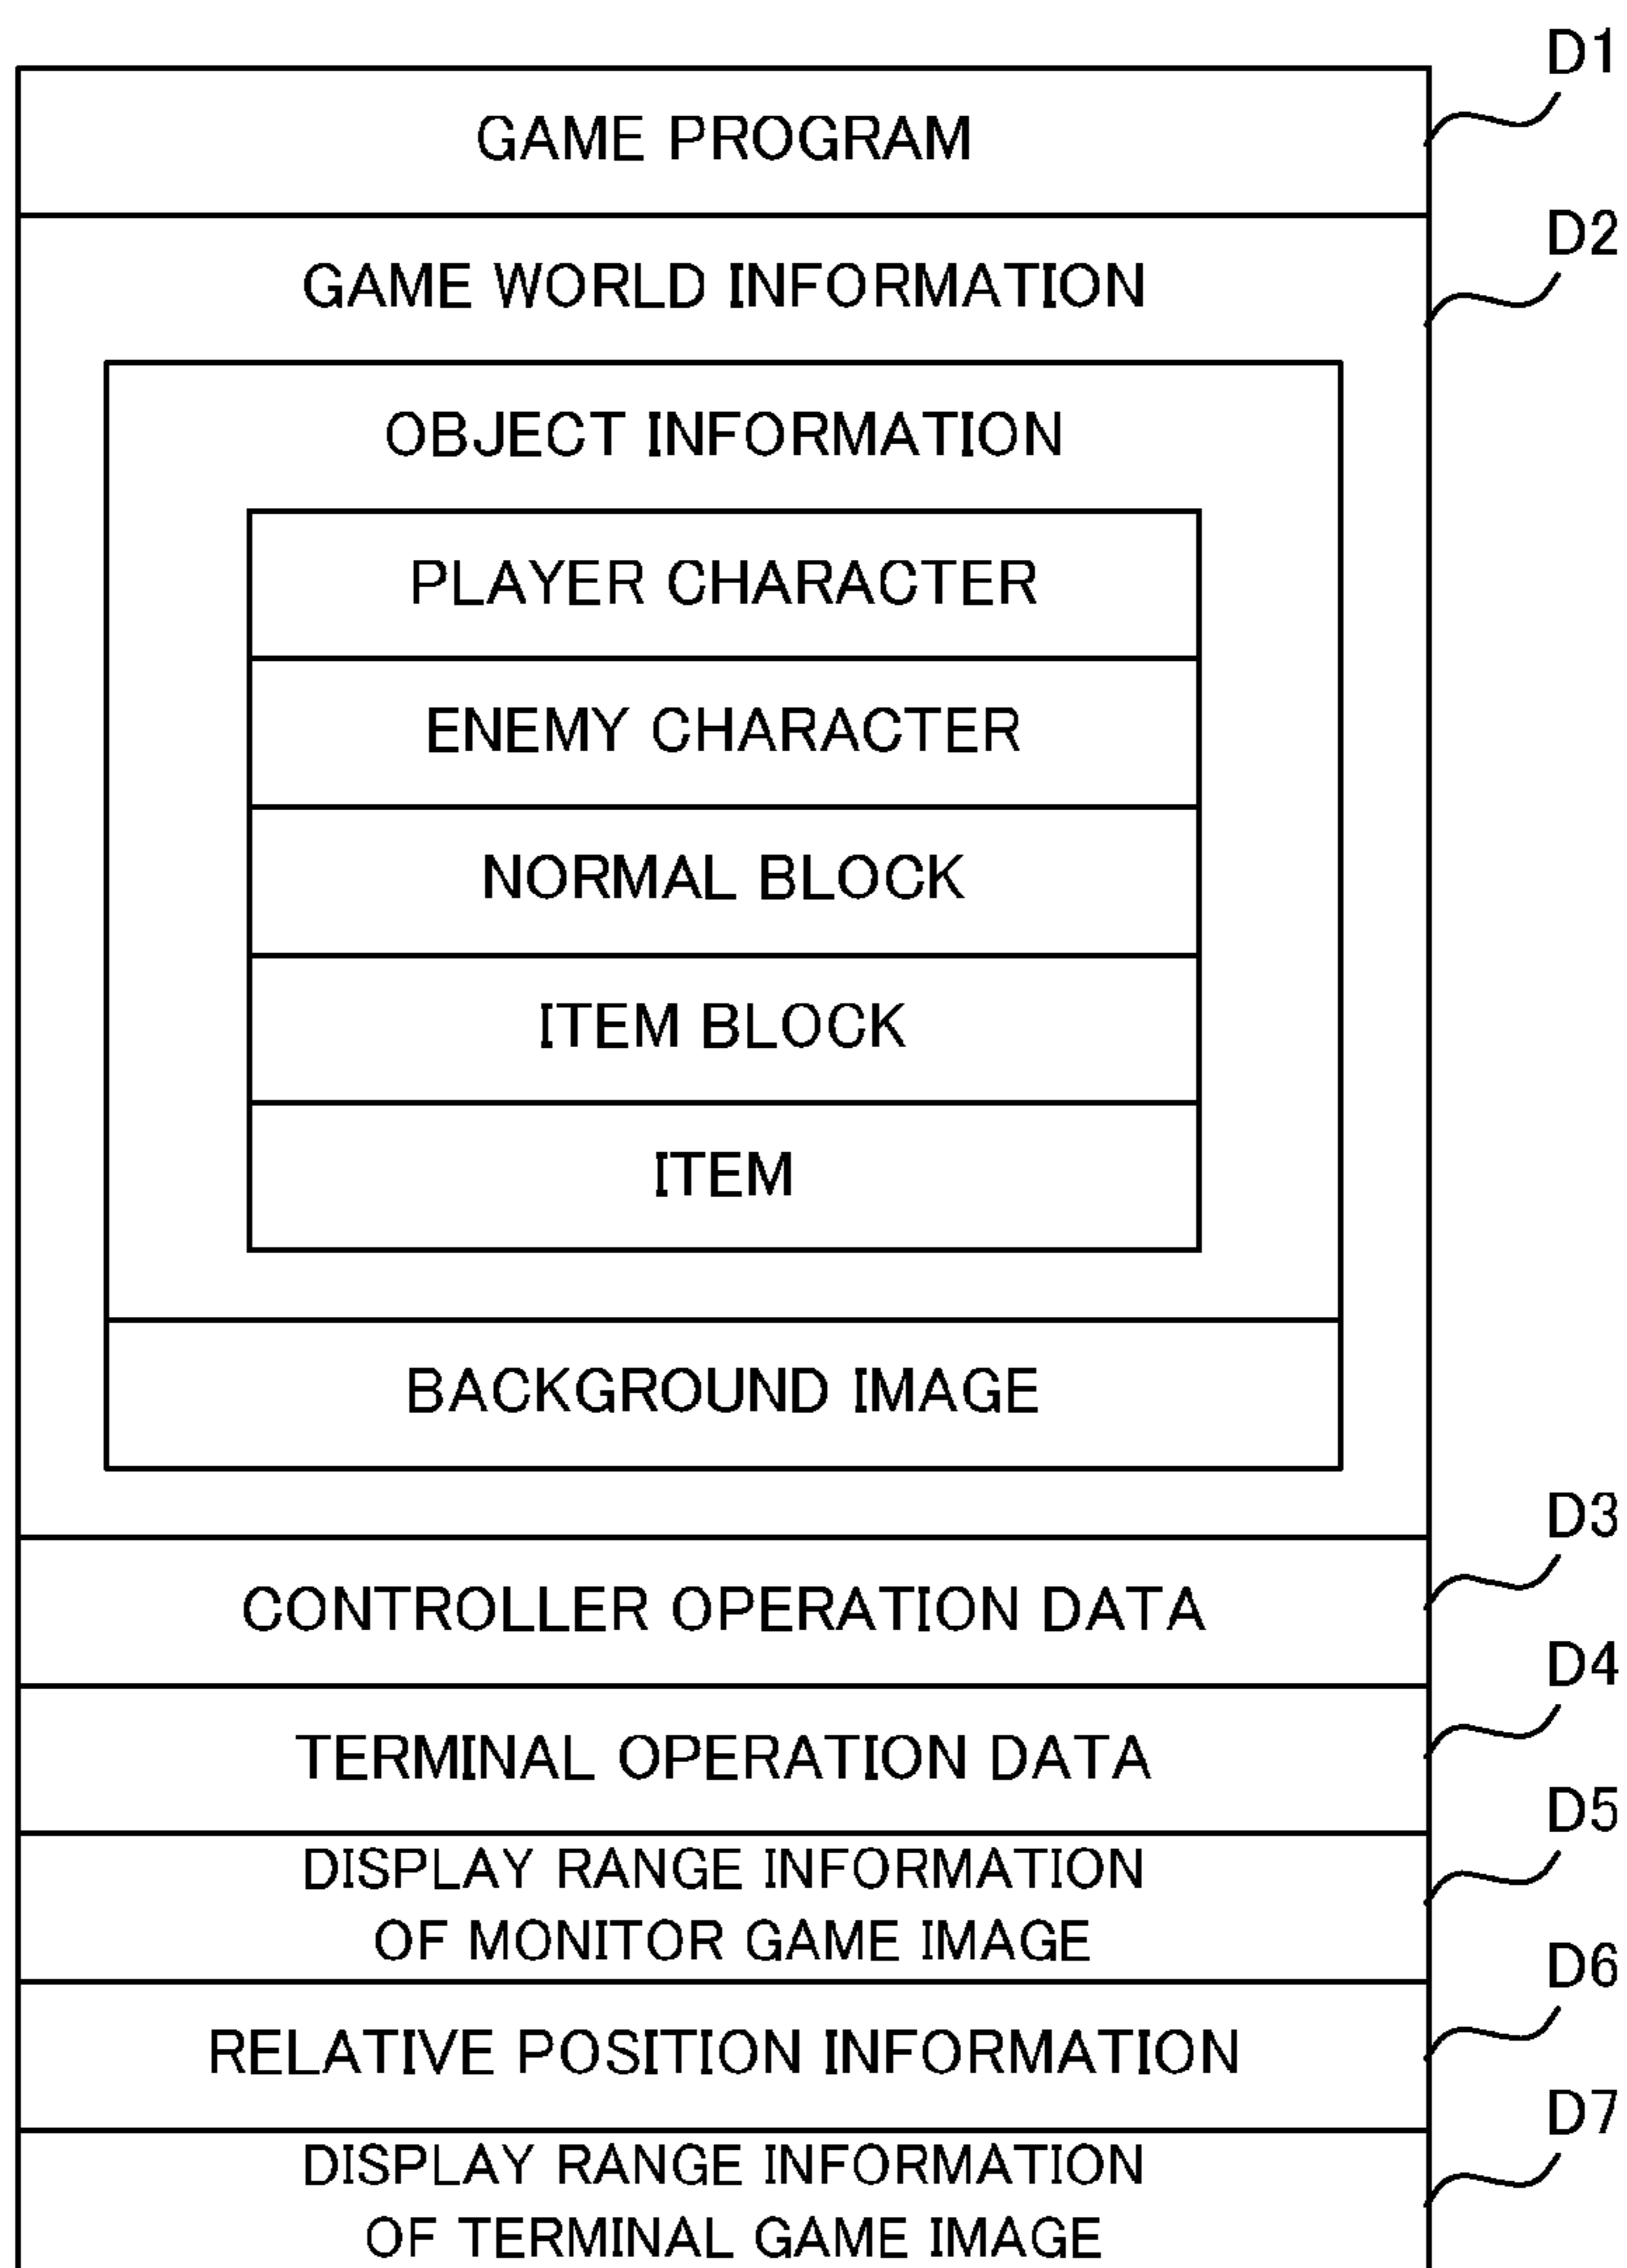 D1
GAME PROGRAM
D2
GAME WORLD INFORMATION
OBJECT INFORMATION
PLAYER CHARACTER
ENEMY CHARACTER
NORMAL BLOCK
ITEM BLOCK
ITEM
BACKGROUND IMAGE
D3
CONTROLLER OPERATION DATA
D4
TERMINAL OPERATION DATA
D5
DISPLAY RANGE INFORMATION
OF MONITOR GAME IMAGE
D6
RELATIVE POSITION INFORMATION
D7
DISPLAY RANGE INFORMATION
OF TERMINAL GAME IMAGE